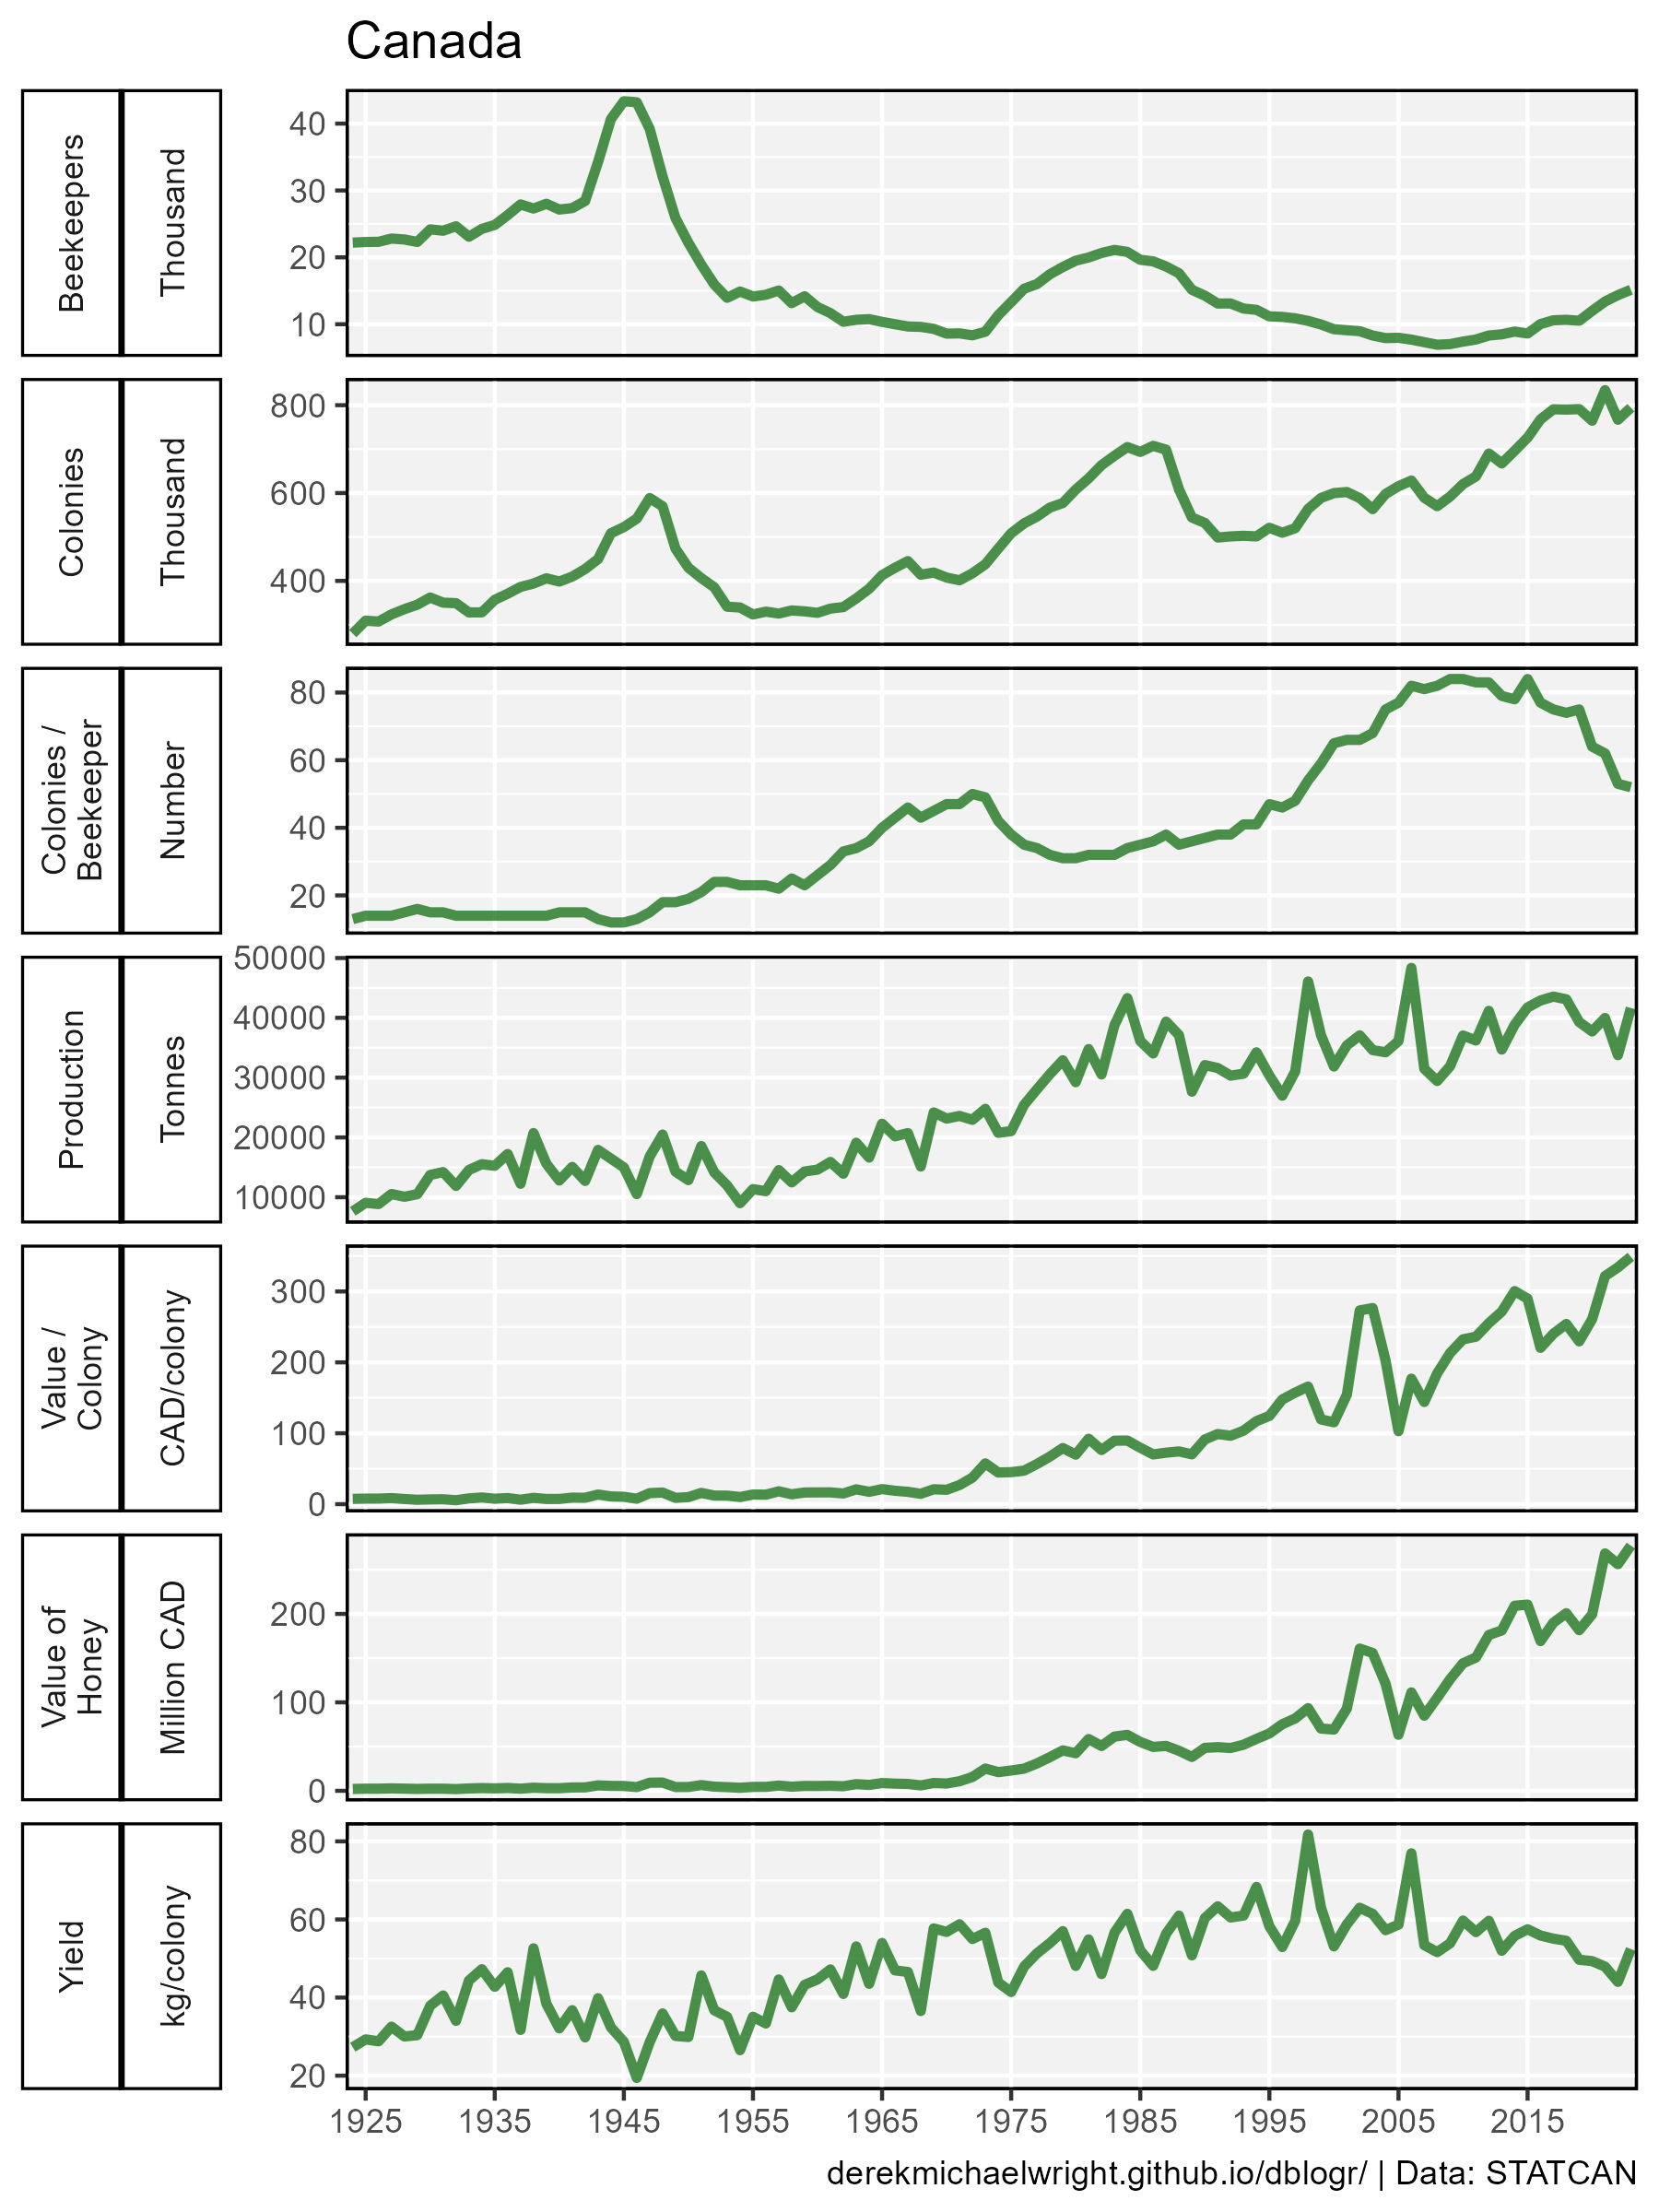 Canada
Beekeepers
Thousand
40
30
20
10
Colonies
Thousand
800
600
400
Colonies /
Beekeeper
Number
80
60
40
20
Production
Tonnes
50000
40000
30000
20000
10000
Value /
Colony
CAD/colony
300
200
100
0
Value of
Honey
Million CAD
200
100
0
Yield
kg/colony
80
60
40
20
1925 1935 1945 1955 1965 1975 1985 1995 2005 2015
derekmichaelwright.github.io/dblogr/ | Data: STATCAN